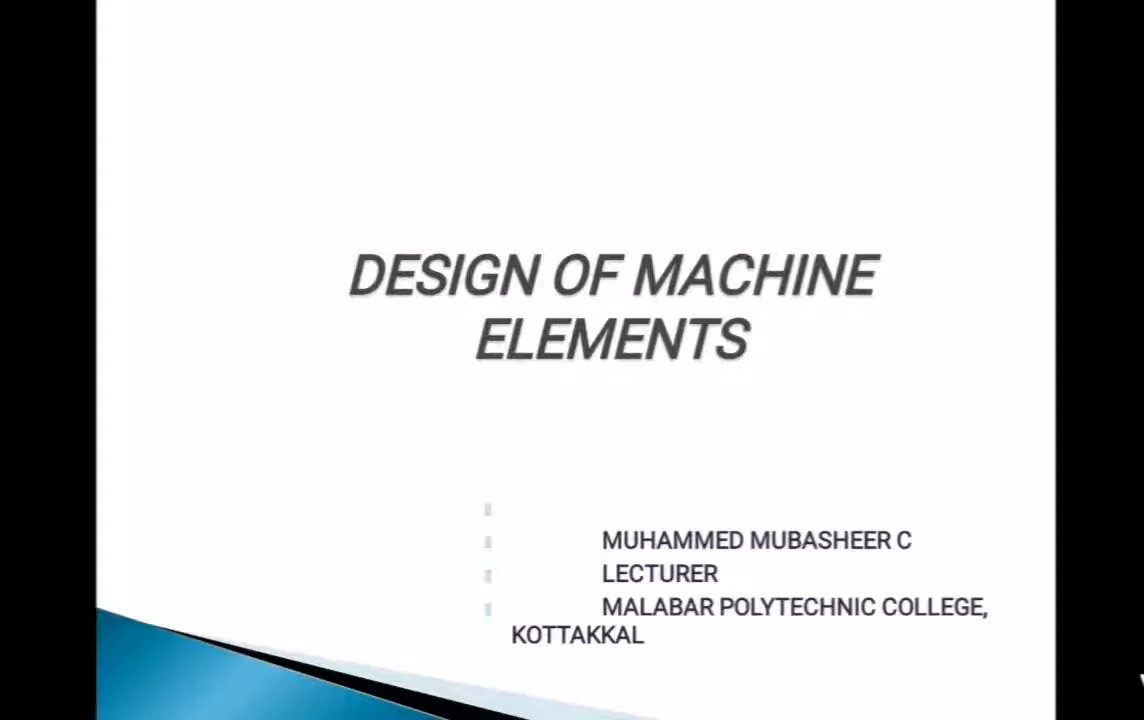 DESIGN OF MACHINE
ELEMENTS
MUHAMMED MUBASHEER C
LECTURER
MALABAR POLYTECHNIC COLLEGE,
KOTTAKKAL